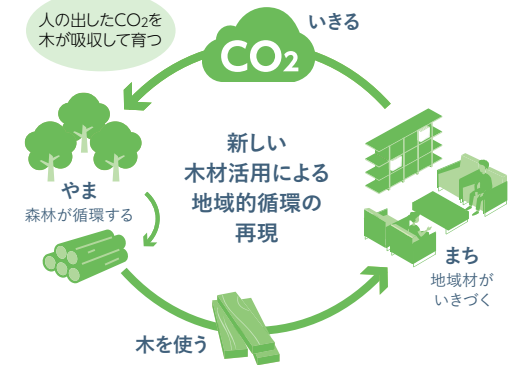 人の出したCO2を
木が吸収して育つ
CO2
いきる
新しい
木材活用による
地域的循環の
再現
やま
森林が循環する
まち
地域材が
いきづく
木を使う